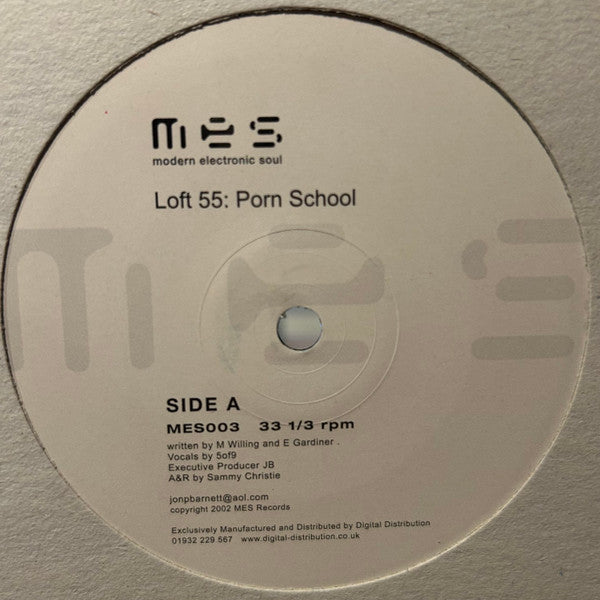 mes
modern electronic soul
Loft 55: Porn School
mes
SIDE A
MES003 33 1/3 rpm
written by M Willing and E Gardiner .
Vocals by 5of9
Executive Producer JB
A&R by Sammy Christie
jonpbarnett@aol.com
copyright 2002 MES Records
Exclusively Manufactured and Distributed by Digital Distribution
01932 229 567 www.digital-distribution.co.uk